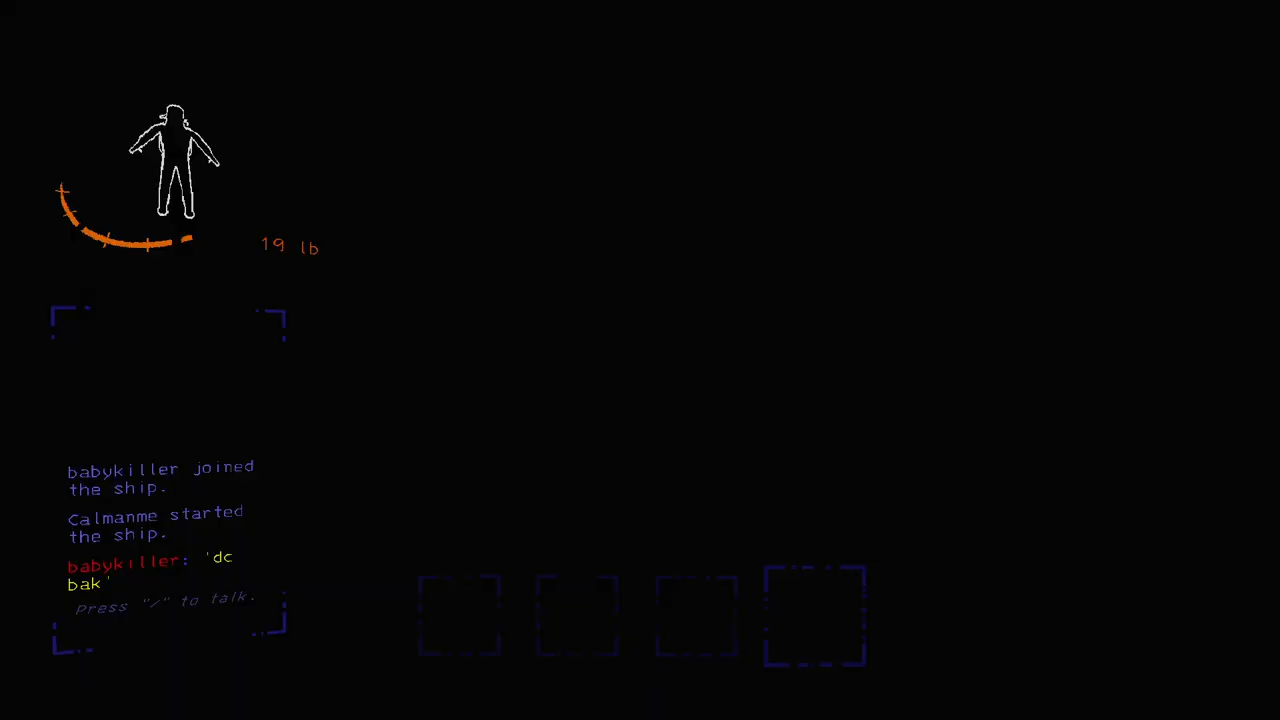 19 lb
babykiller joined
the ship.
Calmanme started
the ship.
babykiller: 'dc
bak'
Press "/" to talk.